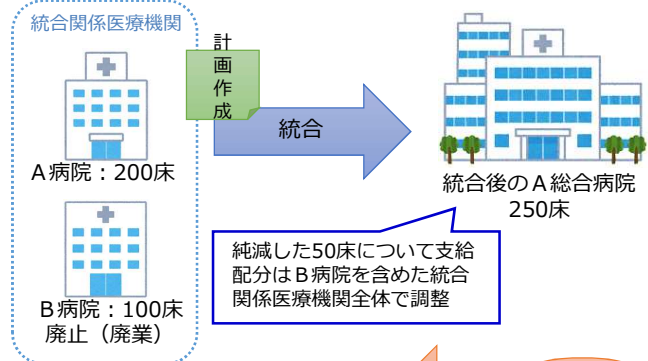 統合関係医療機関
計
画
作
成
統合
A病院:200床
B病院:100床
廃止(廃業)
統合後のA総合病院
250床
純減した50床について支給
配分はB病院を含めた統合
関係医療機関全体で調整